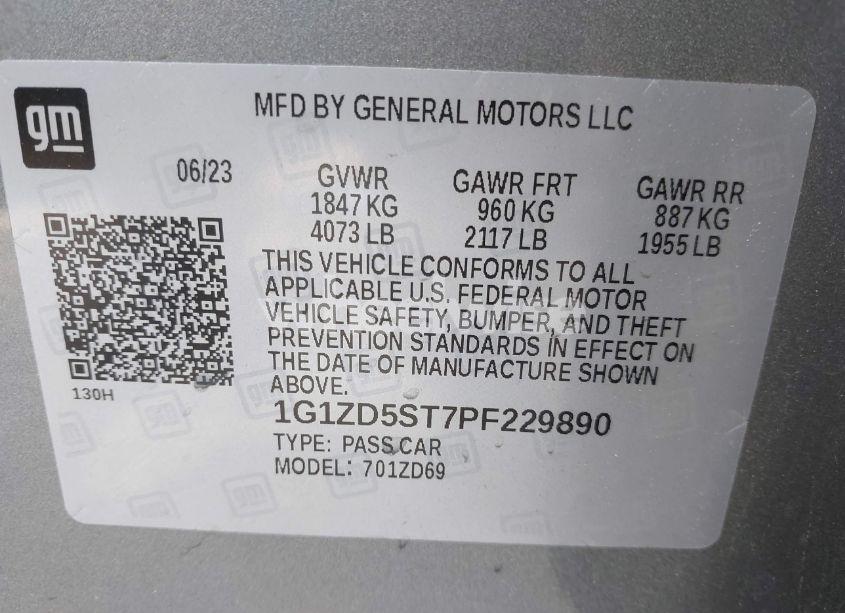 gm
MFD BY GENERAL MOTORS LLC
06/23
GVWR GAWR FRT GAWR RR
1847 KG 960 KG 887 KG
4073 LB 2117 LB 1955 LB
THIS VEHICLE CONFORMS TO ALL
APPLICABLE U.S. FEDERAL MOTOR
VEHICLE SAFETY, BUMPER, AND THEFT
PREVENTION STANDARDS IN EFFECT ON
THE DATE OF MANUFACTURE SHOWN
ABOVE.
130H
1G1ZD5ST7PF229890
TYPE: PASS CAR
MODEL: 701ZD69